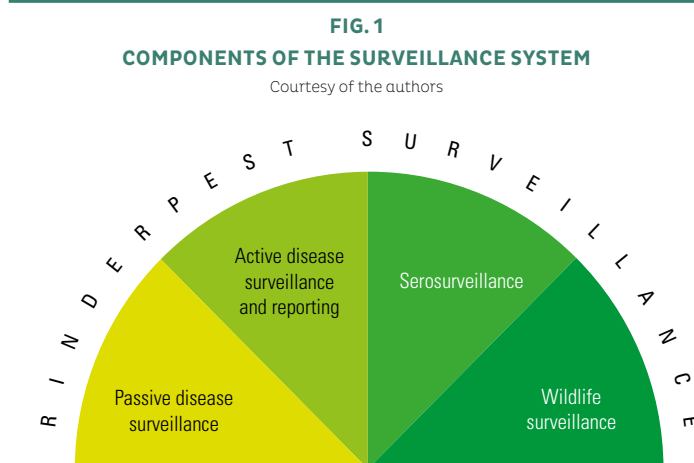 FIG. 1
COMPONENTS OF THE SURVEILLANCE SYSTEM
Courtesy of the authors
RINDERPEST SURVEILLANCE
Active disease
surveillance
and reporting
Serosurveillance
Passive disease
surveillance
Wildlife
surveillance